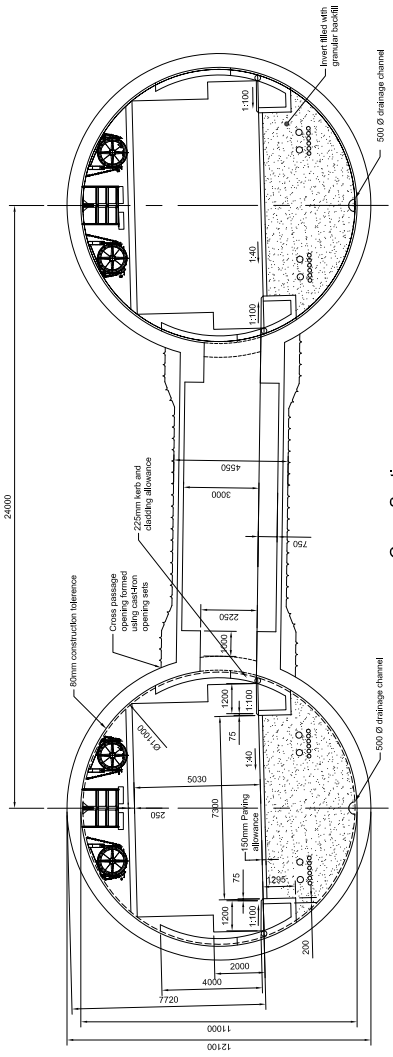 24000
80mm construction tolerence
Cross passage
opening formed
using cast-iron
opening sets
225mm kerb and
cladding allowance
Invert filled with
granular backfill
500 Ø drainage channel
500 Ø drainage channel
Ø11000
250
5030
7300
150mm Paving
allowance
75
75
1:40
1:40
1200
1200
1:100
1:100
1:100
1:100
1000
2250
3000
4550
750
1295
200
2000
4000
7720
11000
12100